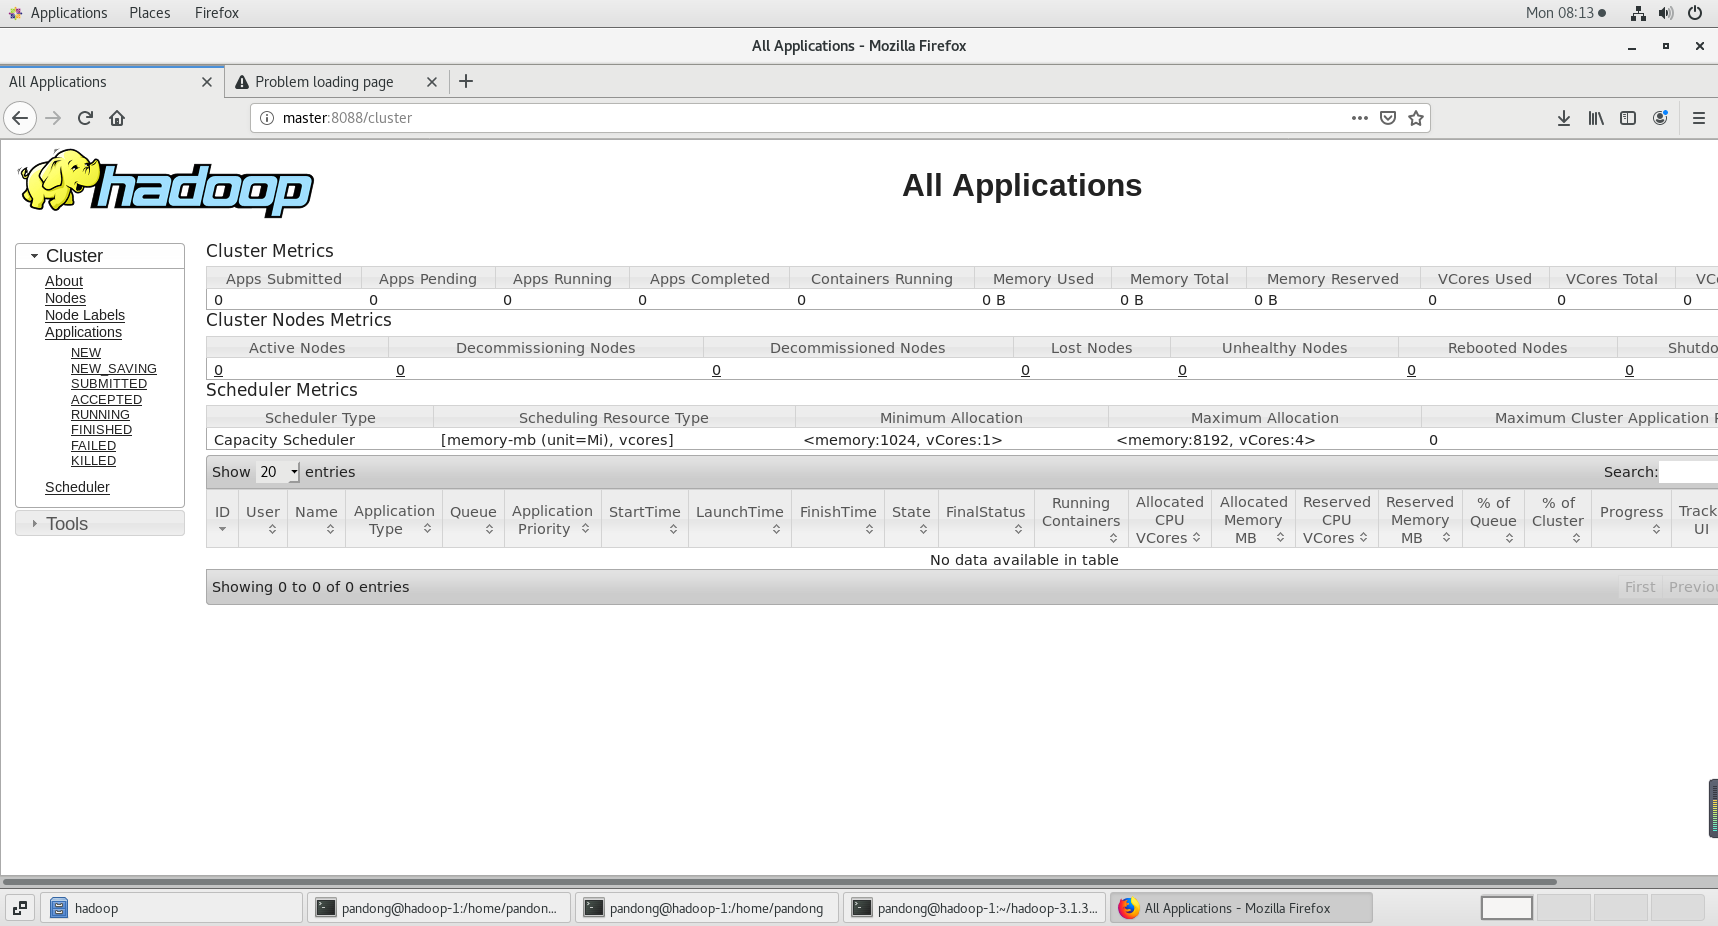 Applications Places Firefox Mon 08:13
All Applications - Mozilla Firefox
All Applications Problem loading page
master:8088/cluster
hadoop
All Applications
Cluster
About
Nodes
Node Labels
Applications
NEW
NEW_SAVING
SUBMITTED
ACCEPTED
RUNNING
FINISHED
FAILED
KILLED
Scheduler
Tools
Cluster Metrics
Apps Submitted Apps Pending Apps Running Apps Completed Containers Running Memory Used Memory Total Memory Reserved VCores Used VCores Total VC
0 0 0 0 0 0 B 0 B 0 B 0 0 0
Cluster Nodes Metrics
Active Nodes Decommissioning Nodes Decommissioned Nodes Lost Nodes Unhealthy Nodes Rebooted Nodes Shutdo
0 0 0 0 0 0 0
Scheduler Metrics
Scheduler Type Scheduling Resource Type Minimum Allocation Maximum Allocation Maximum Cluster Application
Capacity Scheduler [memory-mb (unit=Mi), vcores] <memory:1024, vCores:1> <memory:8192, vCores:4> 0
Show 20 entries Search:
ID User Name Application Type Queue Application Priority StartTime LaunchTime FinishTime State FinalStatus Running Containers Allocated CPU VCores Allocated Memory MB Reserved CPU VCores Reserved Memory MB % of Queue % of Cluster Progress Track UI
No data available in table
Showing 0 to 0 of 0 entries First Previou
hadoop pandong@hadoop-1:/home/pandon... pandong@hadoop-1:/home/pandong pandong@hadoop-1:~/hadoop-3.1.3... All Applications - Mozilla Firefox